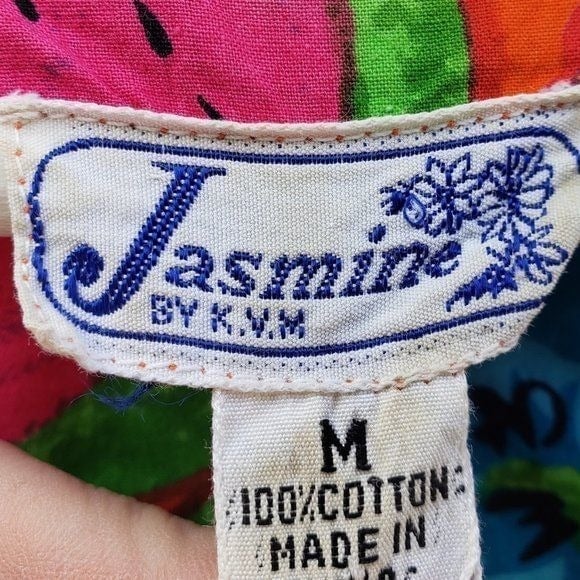 Jasmine
BY K.V.M
M
100% COTTON
MADE IN